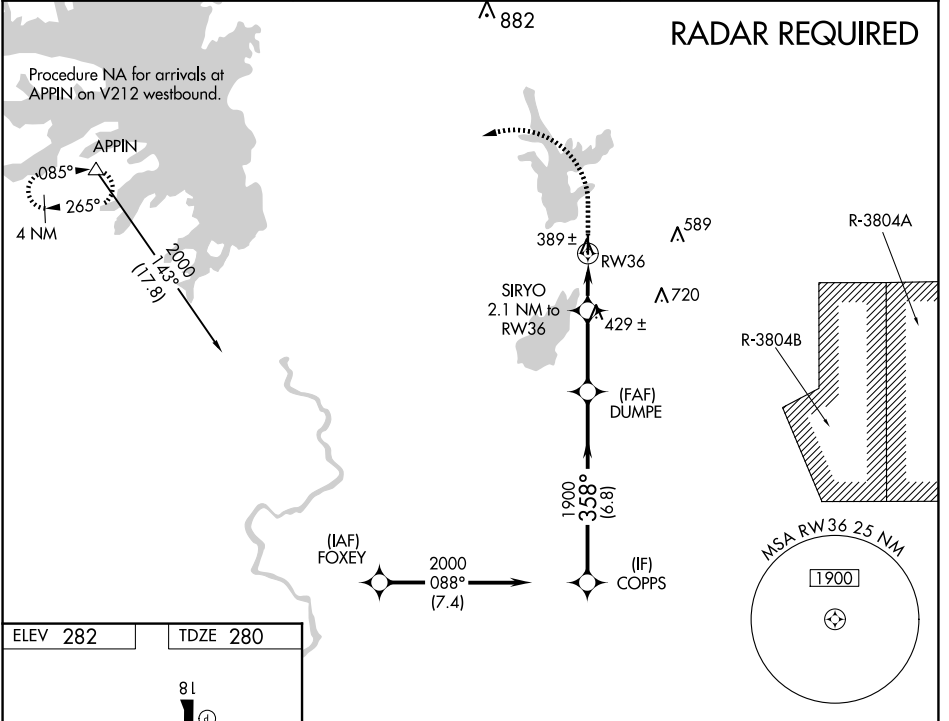 882
RADAR REQUIRED
Procedure NA for arrivals at
APPIN on V212 westbound.
APPIN
085°
265°
4 NM
2000
143°
(17.8)
389 ±
RW36
589
SIRYO
2.1 NM to
RW36
429 ±
720
R-3804A
R-3804B
(FAF)
DUMPE
1900
358°
(6.8)
(IAF)
FOXEY
2000
088°
(7.4)
(IF)
COPPS
MSA RW36 25 NM
1900
ELEV 282
TDZE 280
18
P